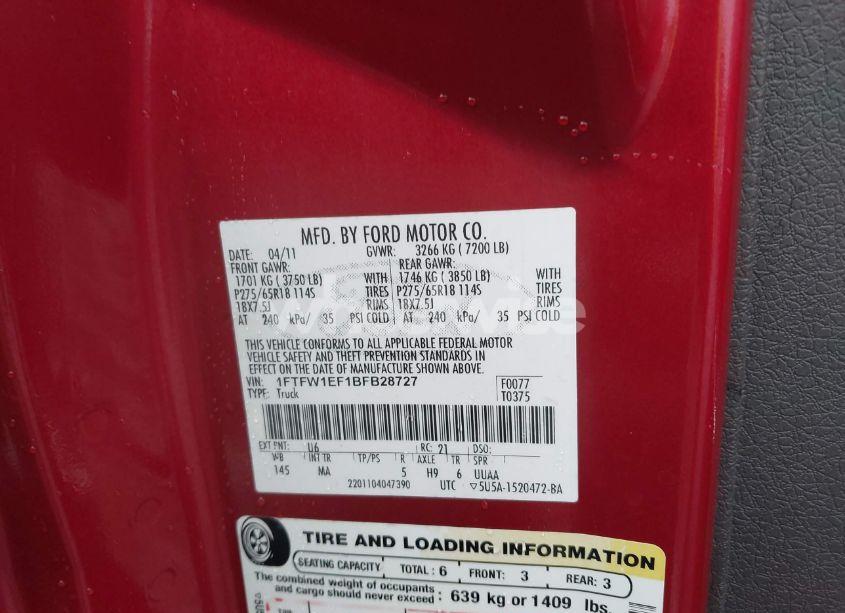 MFD. BY FORD MOTOR CO.
DATE: 04/11 GVWR: 3266 KG ( 7200 LB)
FRONT GAWR: REAR GAWR:
1701 KG ( 3750 LB) WITH 1746 KG ( 3850 LB) WITH
P275/65R18 114S TIRES P275/65R18 114S TIRES
18X7.5J RIMS 18X7.5J RIMS
AT 240 kPa/ 35 PSI COLD AT 240 kPa/ 35 PSI COLD
THIS VEHICLE CONFORMS TO ALL APPLICABLE FEDERAL MOTOR
VEHICLE SAFETY AND THEFT PREVENTION STANDARDS IN
EFFECT ON THE DATE OF MANUFACTURE SHOWN ABOVE.
VIN: 1FTFW1EF1BFB28727 F0077
TYPE: Truck T0375
EXT PNT: U6 RC: 21 DSO:
WB INT TR TP/PS R AXLE TR SPR
145 MA 5 H9 6 UUAA
2201104047390 UTC ▽5U5A-1520472-BA
TIRE AND LOADING INFORMATION
SEATING CAPACITY TOTAL : 6 FRONT: 3 REAR: 3
The combined weight of occupants
and cargo should never exceed : 639 kg or 1409 lbs.